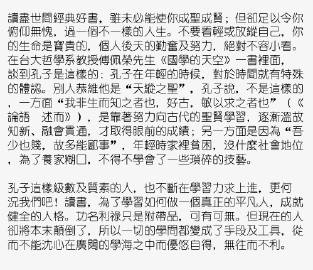 讀盡世間經典好書，雖未必能使你成聖成賢；但卻足以令你
俯仰無愧，過一個不一樣的人生。不要看輕或放縱自己，你
的生命是寶貴的，個人後天的勤奮及努力，絕對不容小看。
在台大哲學系教授傅佩榮先生《國學的天空》一書裡面，
談到孔子是這樣的：孔子在年輕的時候，對於時間就有特殊
的體認。別人恭維他是“天縱之聖”，孔子說，不是這樣的
，一方面“我非生而知之者也，好古，敏以求之者也”（《
論語　述而》），是靠著努力向古代的聖賢學習，逐漸溫故
知新、融會貫通，才取得眼前的成績；另一方面是因為“吾
少也賤，故多能鄙事”，年輕時家裡貧困，沒什麼社會地位
，為了養家糊口，不得不學會了一些瑣碎的技藝。
孔子這樣級數及質素的人，也不斷在學習力求上進，更何
況我們吧！讀書，為了學習如何做一個真正的平凡人，成就
健全的人格。功名利祿只是附帶品，可有可無。但現在的人
卻將本末顛倒了，所以一切的學問都變成了手段及工具，從
而不能沈心在廣闊的學海之中而優悠自得，無往而不利。